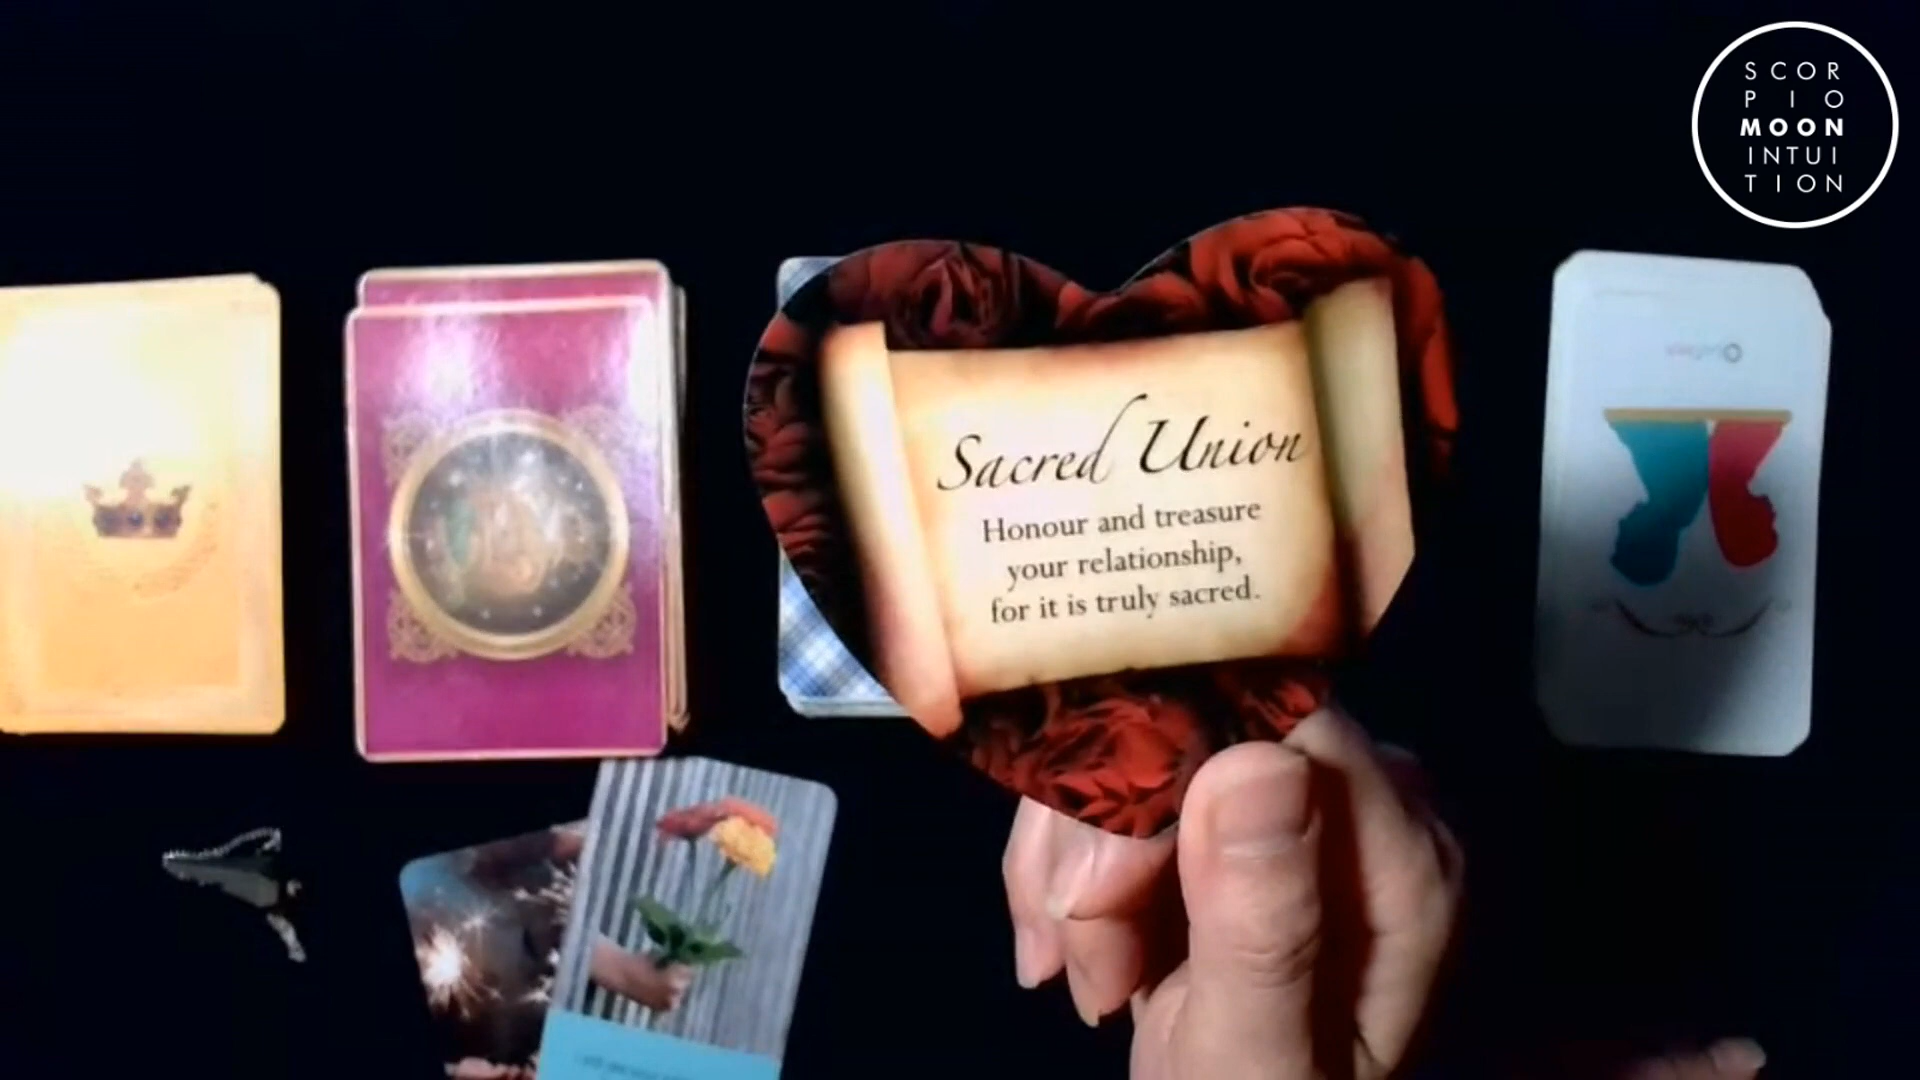 SCOR
PIO
MOON
INTUI
TION
Sacred Union
Honour and treasure
your relationship,
for it is truly sacred.